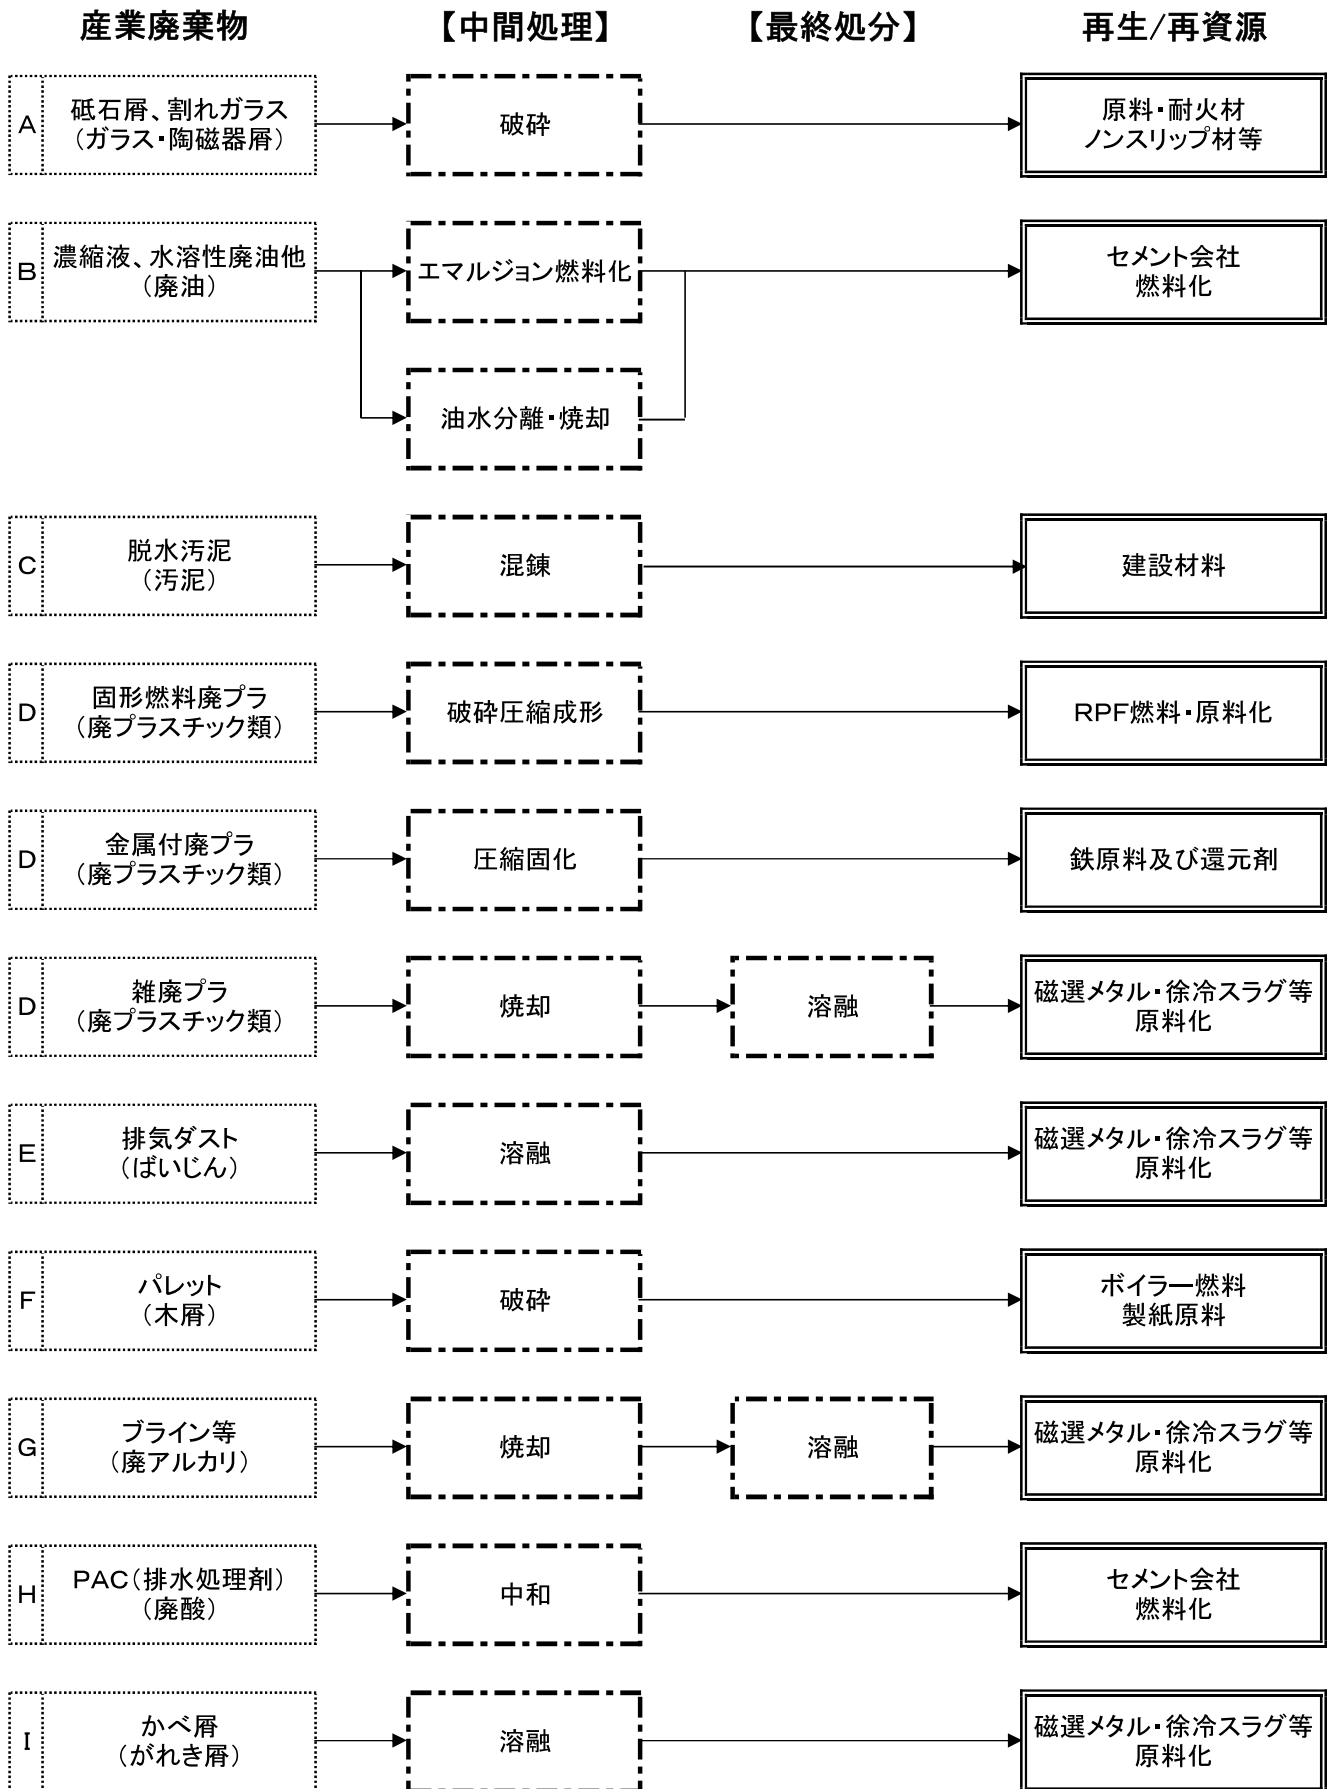 産業廃棄物 【中間処理】 【最終処分】 再生/再資源
A
砥石屑、割れガラス
（ガラス・陶磁器屑）
破砕
原料・耐火材
ノンスリップ材等
B
濃縮液、水溶性廃油他
（廃油）
エマルジョン燃料化
セメント会社
燃料化
油水分離・焼却
C
脱水汚泥
（汚泥）
混錬
建設材料
D
固形燃料廃プラ
（廃プラスチック類）
破砕圧縮成形
RPF燃料・原料化
D
金属付廃プラ
（廃プラスチック類）
圧縮固化
鉄原料及び還元剤
D
雑廃プラ
（廃プラスチック類）
焼却
溶融
磁選メタル・徐冷スラグ等
原料化
E
排気ダスト
（ばいじん）
溶融
磁選メタル・徐冷スラグ等
原料化
F
パレット
（木屑）
破砕
ボイラー燃料
製紙原料
G
ブライン等
（廃アルカリ）
焼却
溶融
磁選メタル・徐冷スラグ等
原料化
H
PAC（排水処理剤）
（廃酸）
中和
セメント会社
燃料化
I
かべ屑
（がれき屑）
溶融
磁選メタル・徐冷スラグ等
原料化